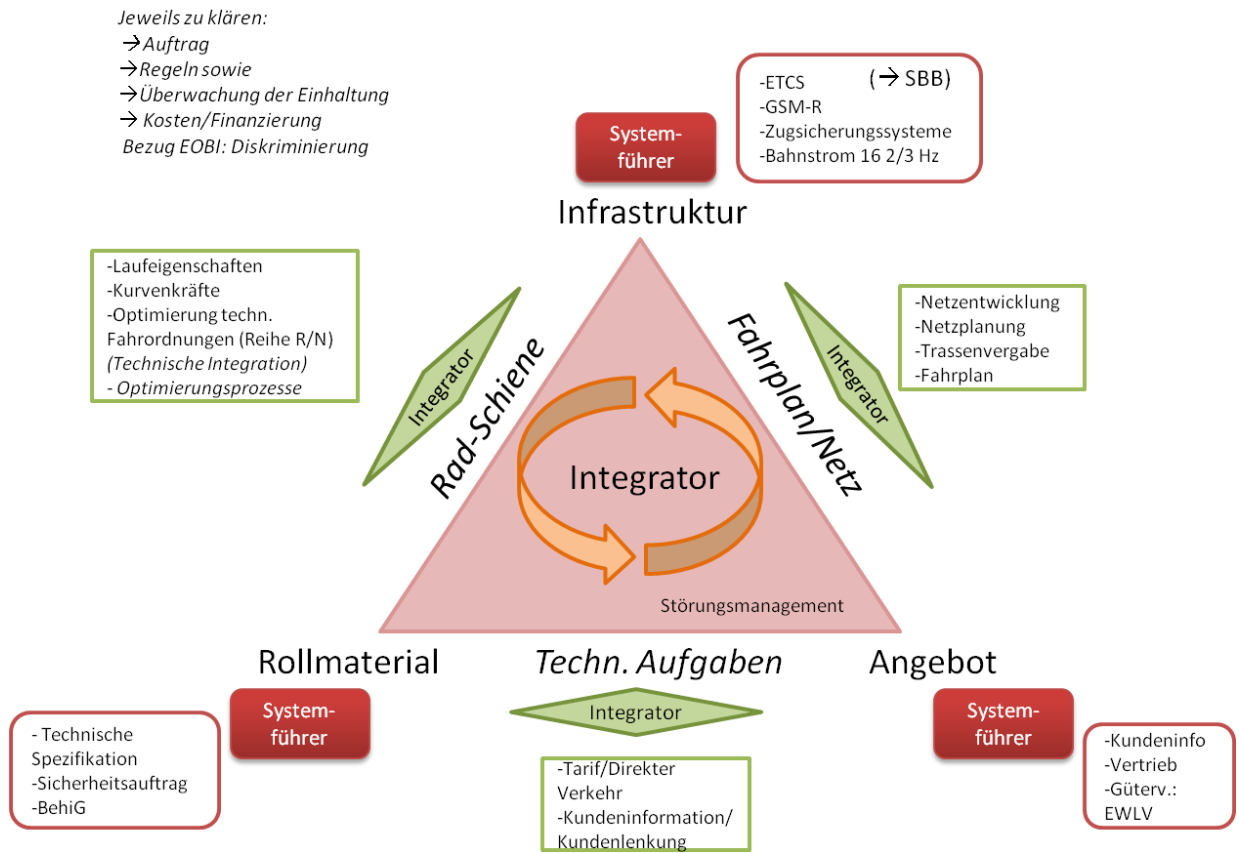 Jeweils zu klären:
→ Auftrag
→ Regeln sowie
→ Überwachung der Einhaltung
→ Kosten/Finanzierung
Bezug EOBI: Diskriminierung
System-
führer
-ETCS (→ SBB)
-GSM-R
-Zugsicherungssysteme
-Bahnstrom 16 2/3 Hz
Infrastruktur
-Laufeigenschaften
-Kurvenkräfte
-Optimierung techn.
Fahrordnungen (Reihe R/N)
(Technische Integration)
- Optimierungsprozesse
Integrator
Rad-Schiene
Fahrplan/Netz
Integrator
-Netzentwicklung
-Netzplanung
-Trassenvergabe
-Fahrplan
Integrator
Störungsmanagement
Rollmaterial
Techn. Aufgaben
Angebot
System-
führer
- Technische
Spezifikation
-Sicherheitsauftrag
-BehiG
Integrator
-Tarif/Direkter
Verkehr
-Kundeninformation/
Kundenlenkung
System-
führer
-Kundeninfo
-Vertrieb
-Güterv.:
EWLV